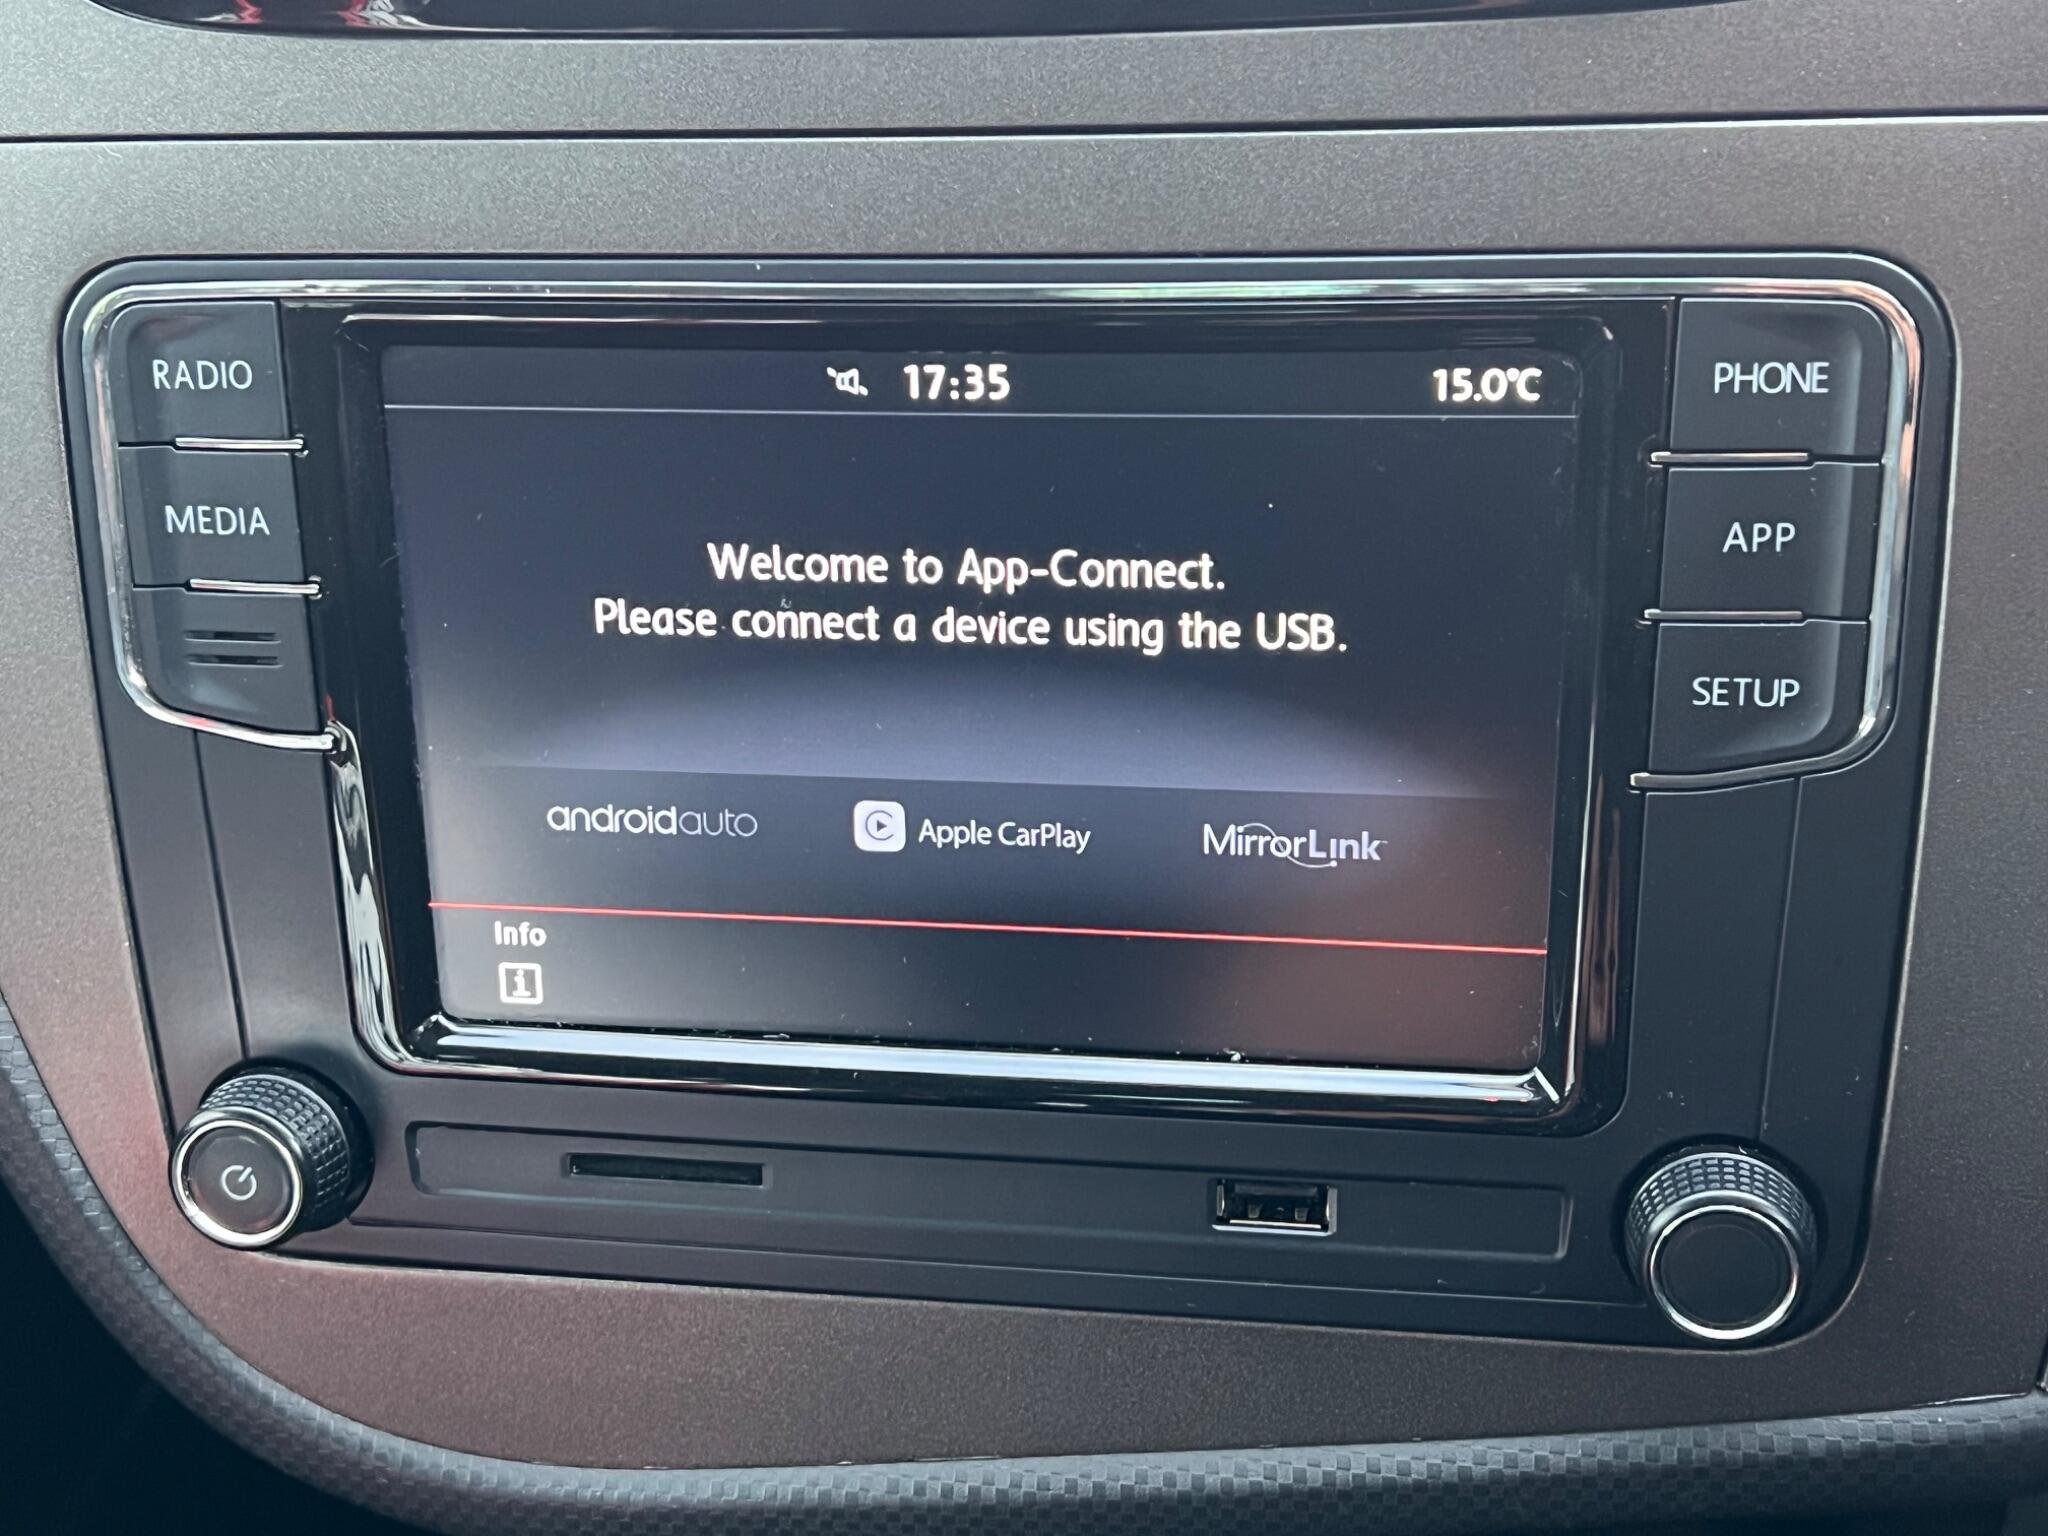 RADIO
MEDIA
17:35
15.0°C
Welcome to App-Connect.
Please connect a device using the USB.
androidauto
Apple CarPlay
MirrorLink™
Info
PHONE
APP
SETUP